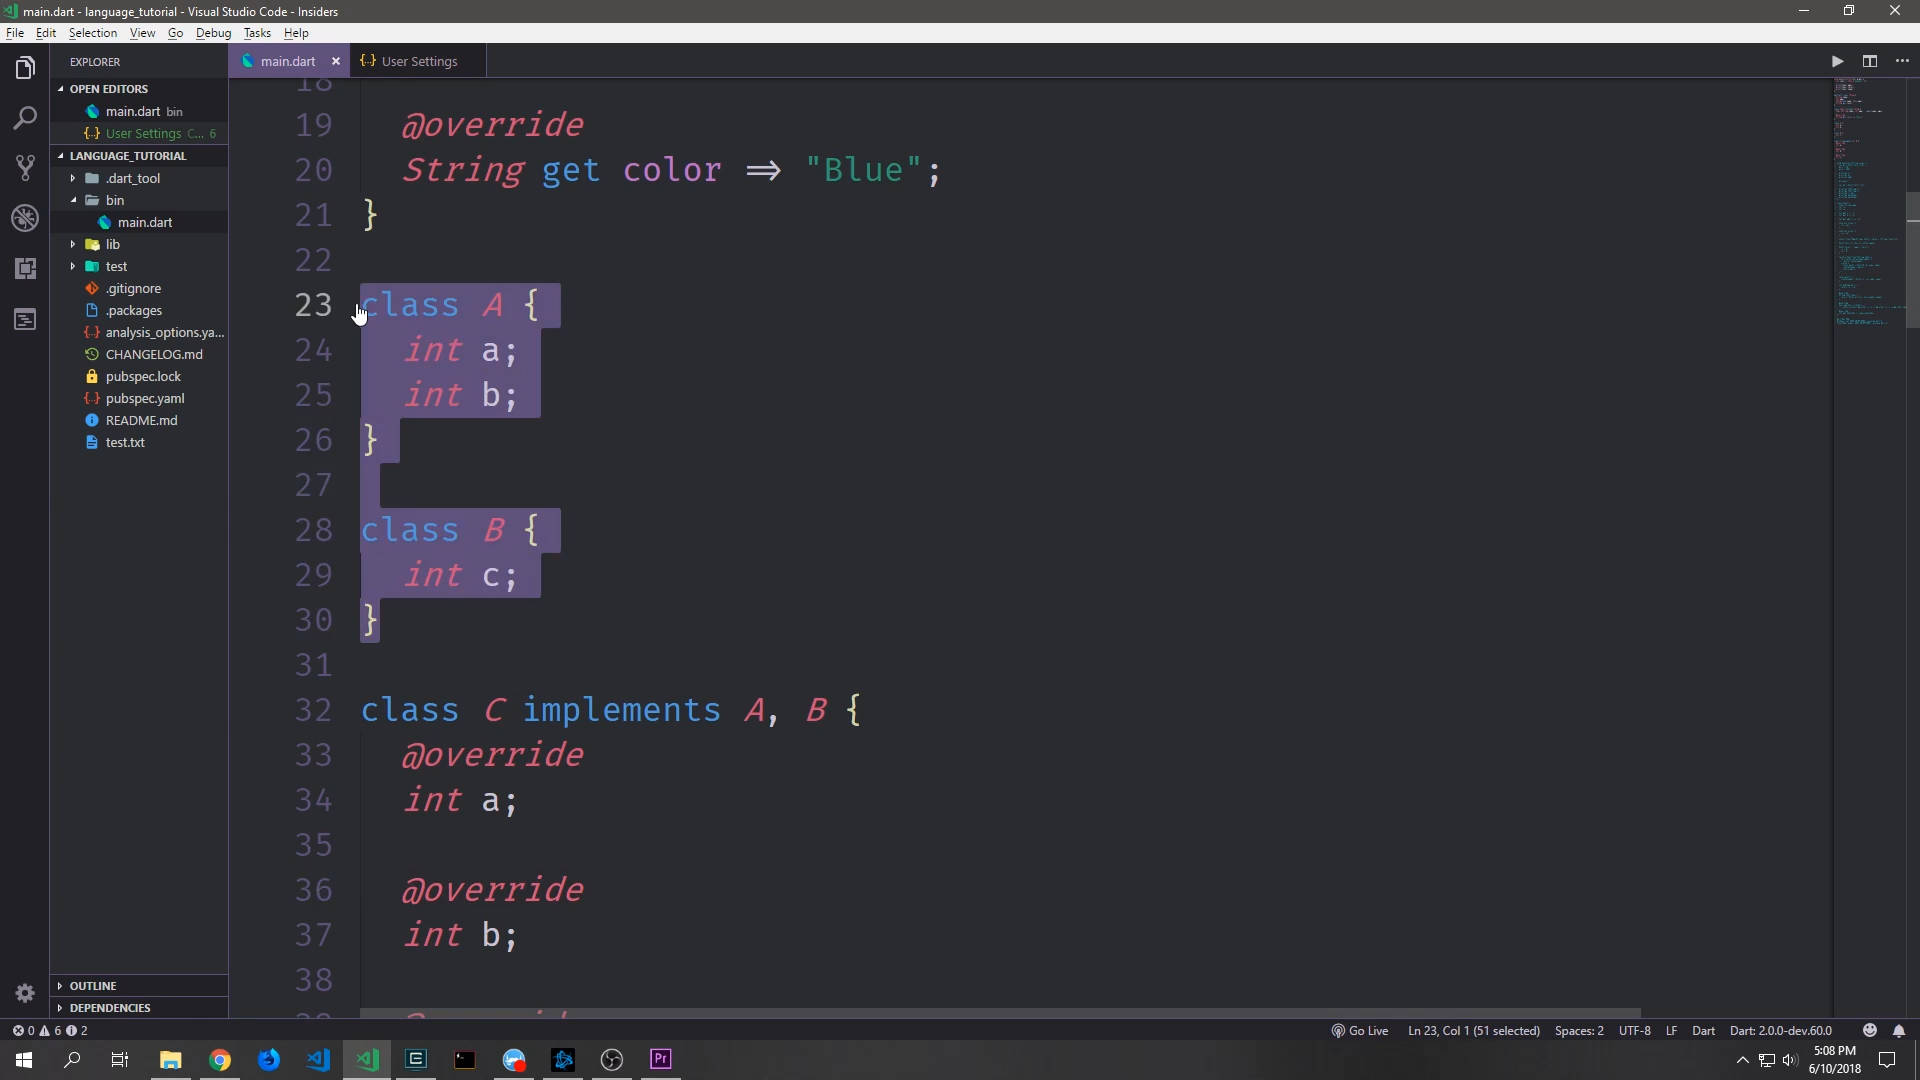 main.dart - language_tutorial - Visual Studio Code - Insiders
File Edit Selection View Go Debug Tasks Help
EXPLORER
OPEN EDITORS
main.dart bin
User Settings C... 6
LANGUAGE_TUTORIAL
.dart_tool
bin
main.dart
lib
test
.gitignore
.packages
analysis_options.ya...
CHANGELOG.md
pubspec.lock
pubspec.yaml
README.md
test.txt
OUTLINE
DEPENDENCIES
main.dart × {··} User Settings
18
19 @override
20 String get color => "Blue";
21 }
22
23 class A {
24 int a;
25 int b;
26 }
27
28 class B {
29 int c;
30 }
31
32 class C implements A, B {
33 @override
34 int a;
35
36 @override
37 int b;
38
0 6 2 Go Live Ln 23, Col 1 (51 selected) Spaces: 2 UTF-8 LF Dart Dart: 2.0.0-dev.60.0
Pr
5:08 PM
6/10/2018